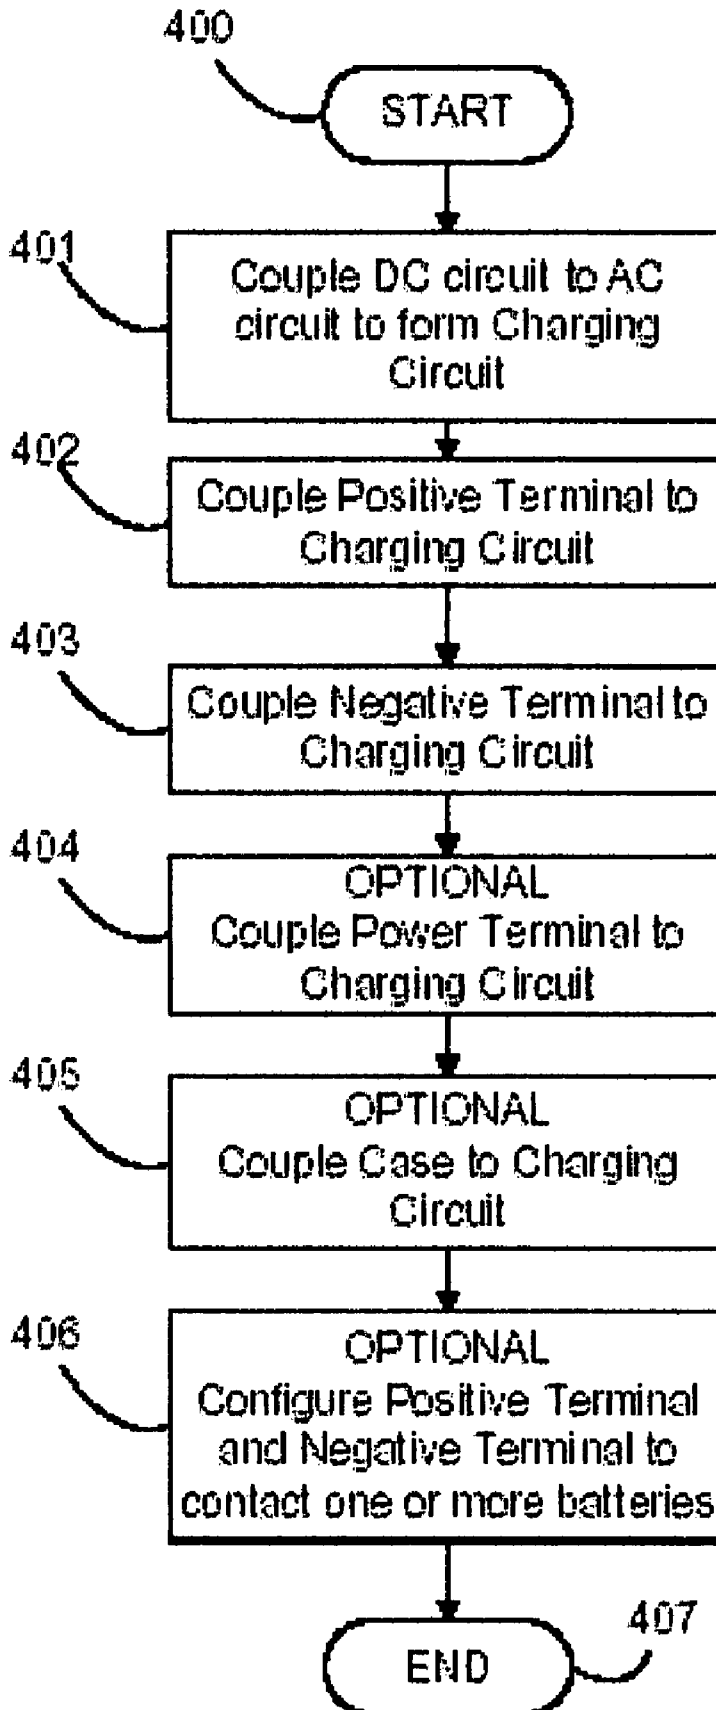 400
START
401
Couple DC circuit to AC
circuit to form Charging
Circuit
402
Couple Positive Terminal to
Charging Circuit
403
Couple Negative Terminal to
Charging Circuit
404
OPTIONAL
Couple Power Terminal to
Charging Circuit
405
OPTIONAL
Couple Case to Charging
Circuit
406
OPTIONAL
Configure Positive Terminal
and Negative Terminal to
contact one or more batteries
407
END